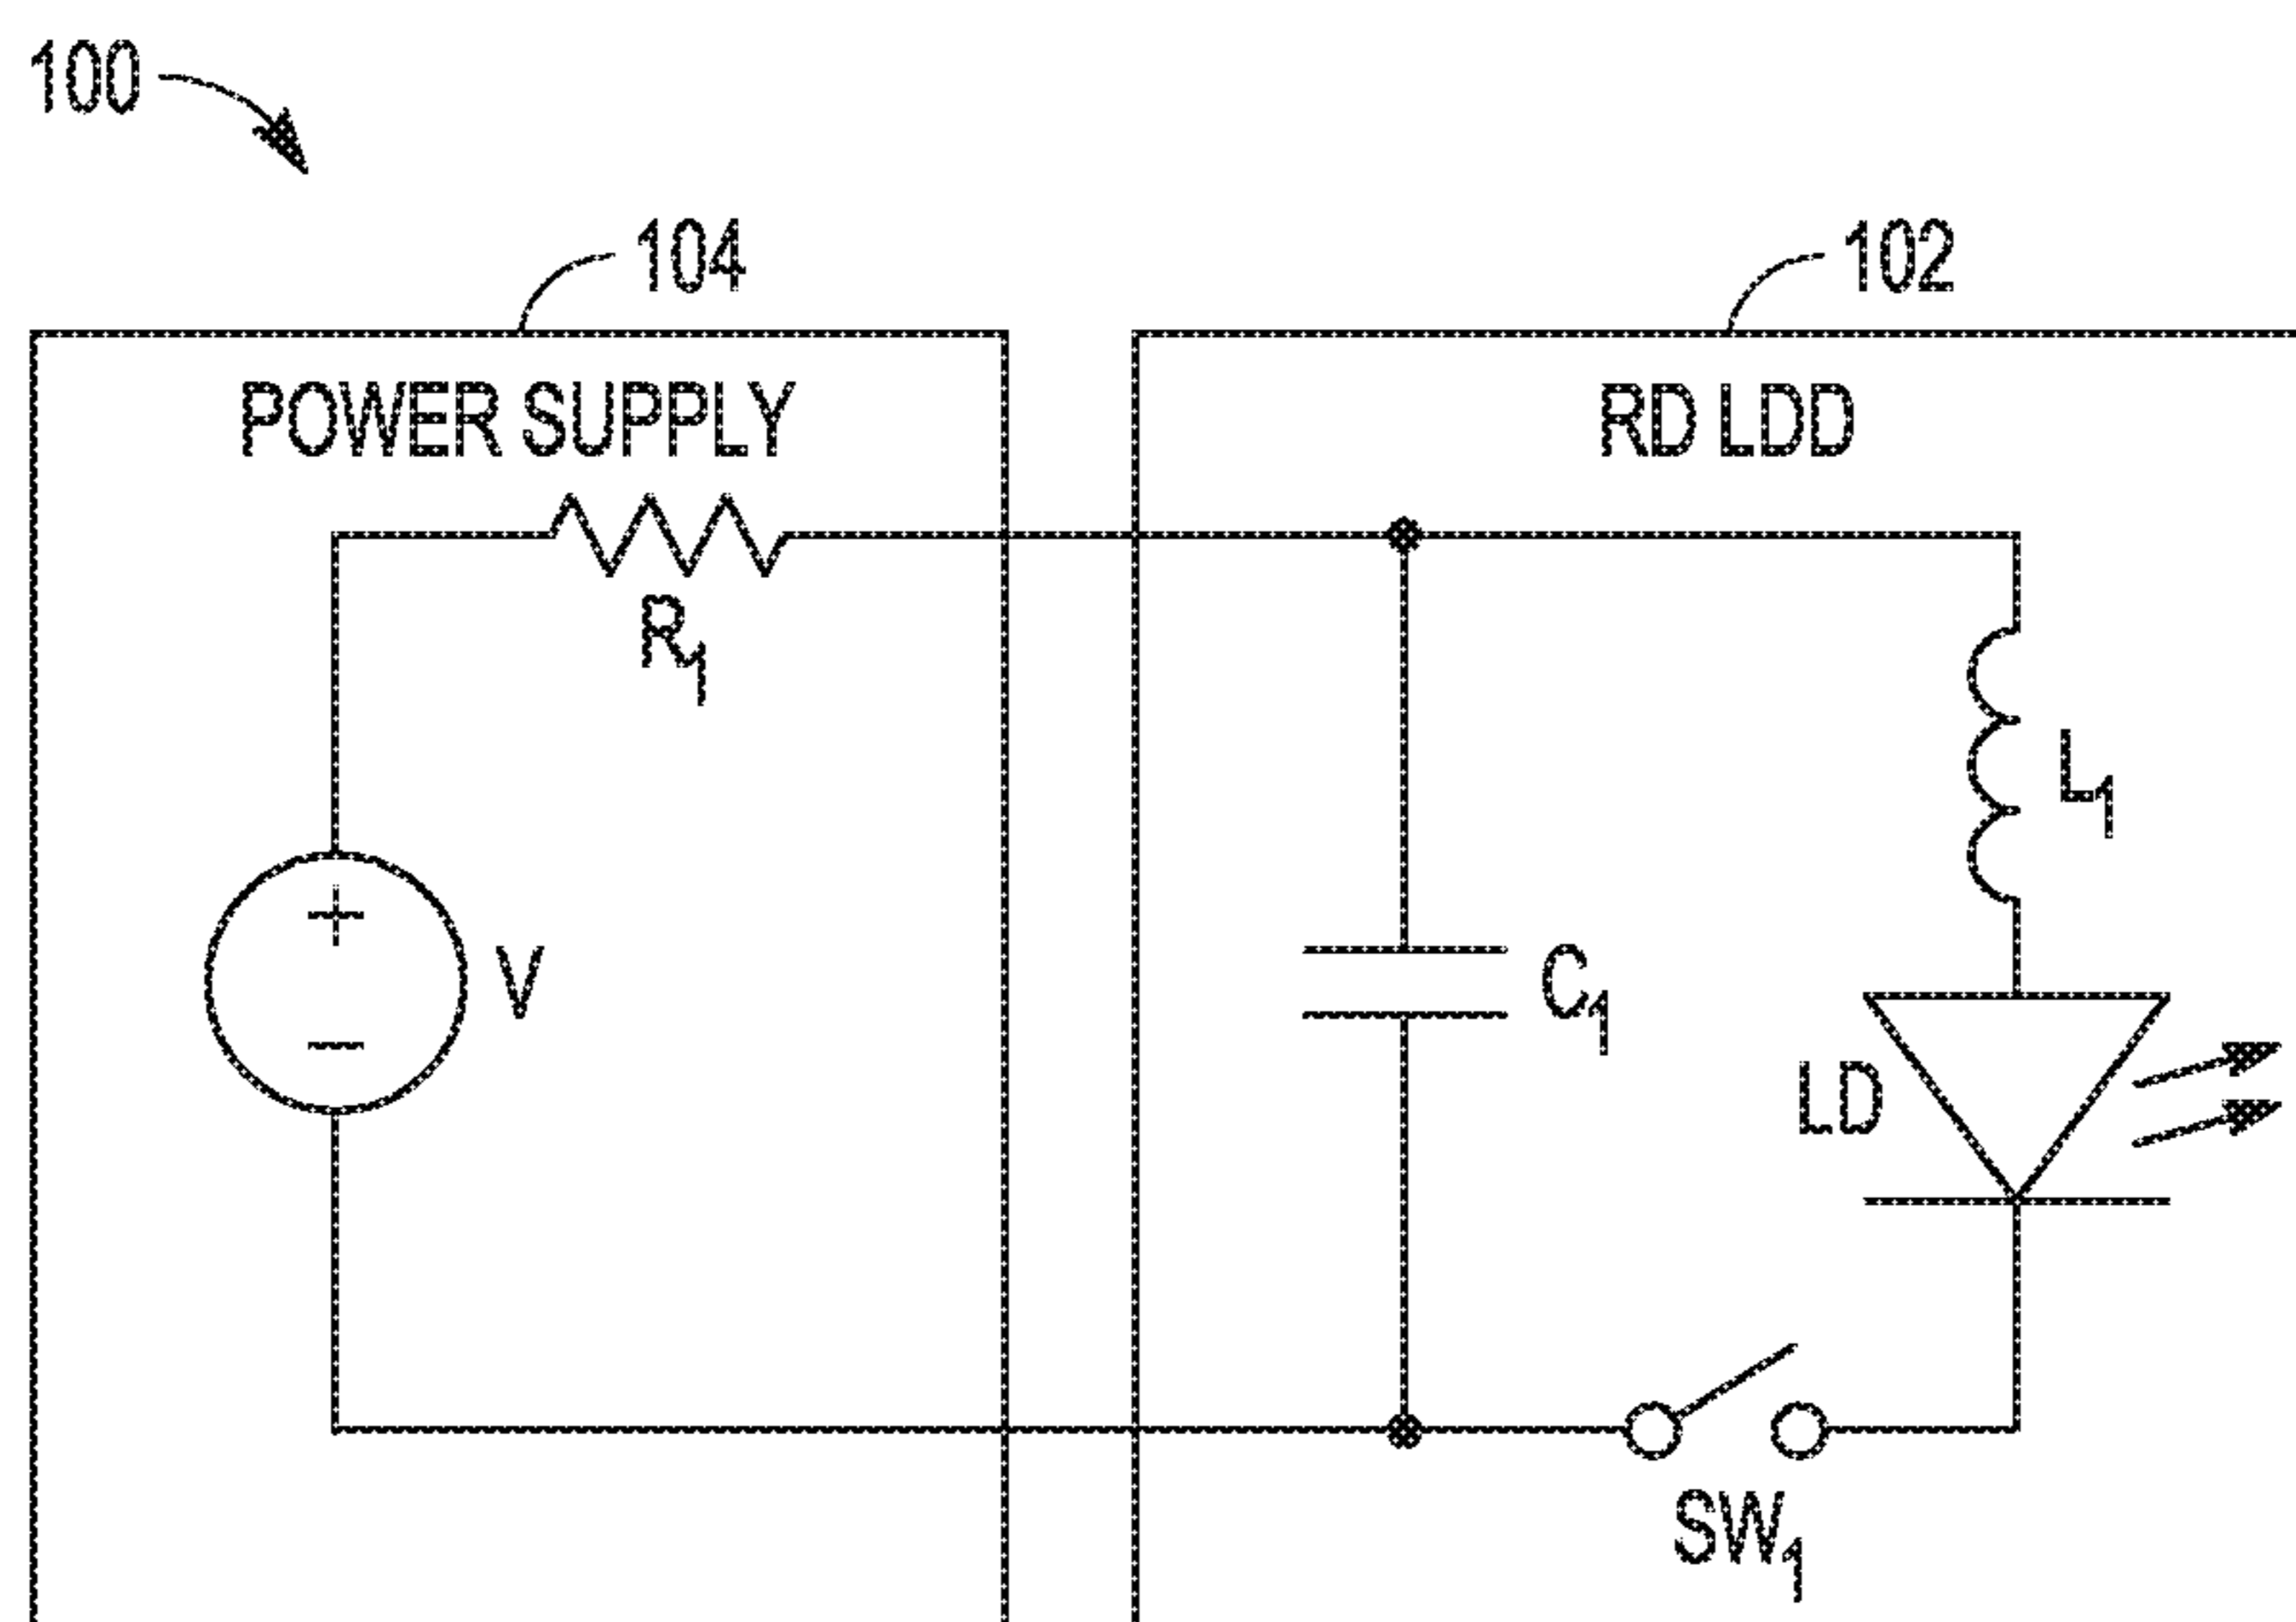 100
104
102
POWER SUPPLY
RD LDD
R₁
L₁
+
V
−
C₁
LD
SW₁